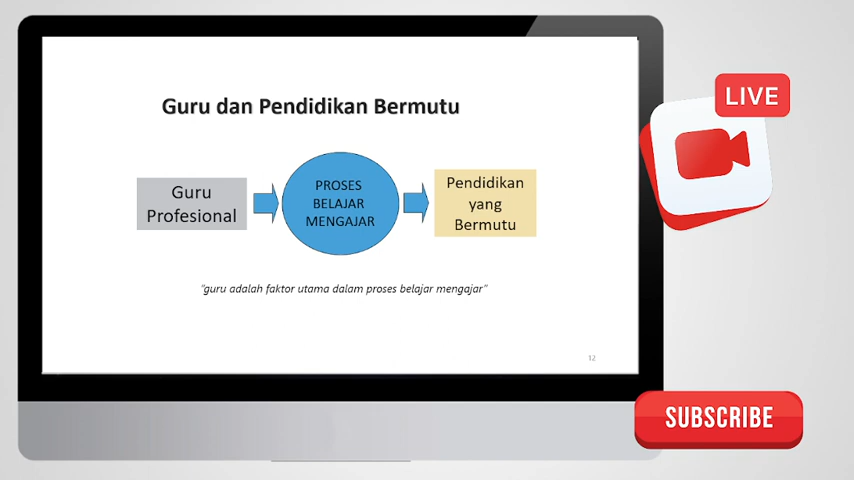 LIVE
Guru dan Pendidikan Bermutu
Guru
Profesional
PROSES
BELAJAR
MENGAJAR
Pendidikan
yang
Bermutu
"guru adalah faktor utama dalam proses belajar mengajar"
12
SUBSCRIBE